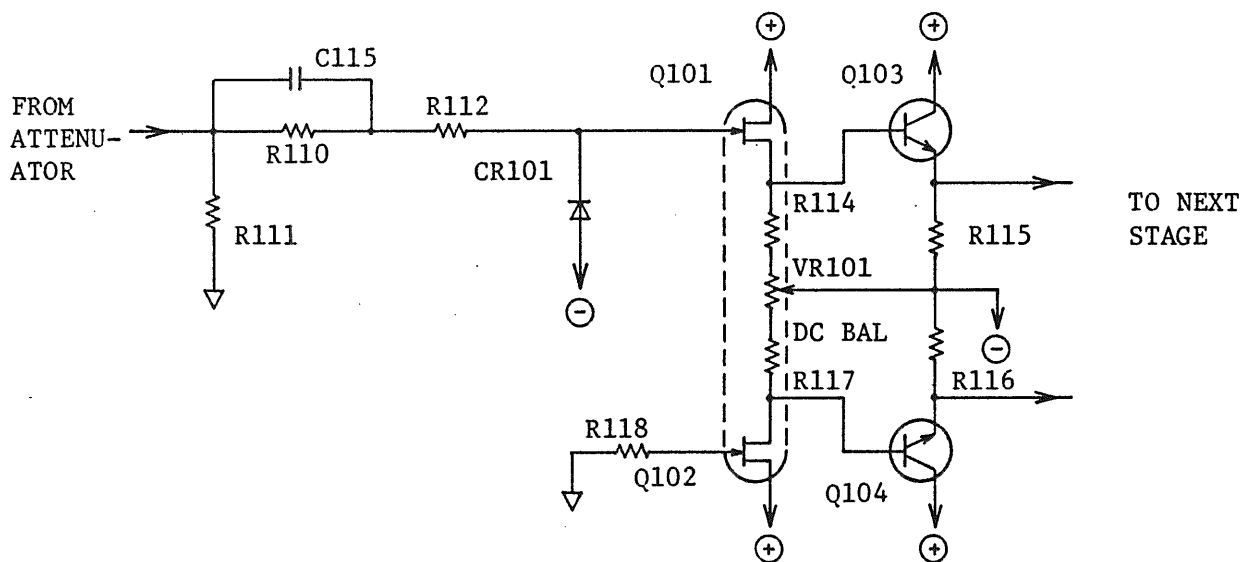 C115
Q101
Q103
FROM
ATTENU-
ATOR
R112
R110
CR101
R111
R114
R115
TO NEXT
STAGE
VR101
DC BAL
R117
R116
R118
Q102
Q104
+
+
-
-
+
+